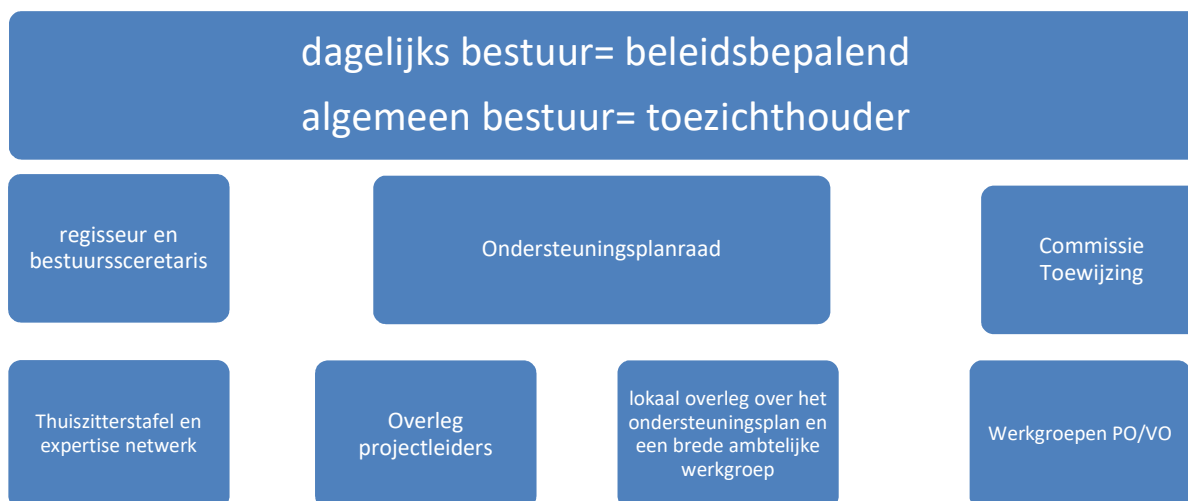 dagelijks bestuur= beleidsbepalend
algemeen bestuur= toezichthouder
regisseur en
bestuurssceretaris
Ondersteuningsplanraad
Commissie
Toewijzing
Thuiszitterstafel en
expertise netwerk
Overleg
projectleiders
lokaal overleg over het
ondersteuningsplan en
een brede ambtelijke
werkgroep
Werkgroepen PO/VO